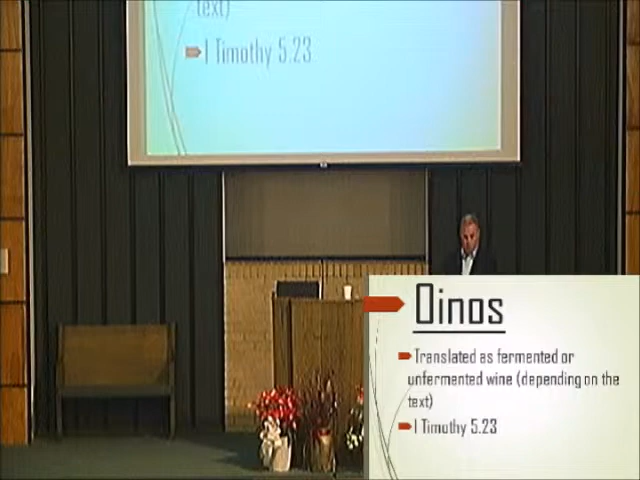 text)
I Timothy 5.23
Oinos
Translated as fermented or
unfermented wine (depending on the
text)
I Timothy 5.23